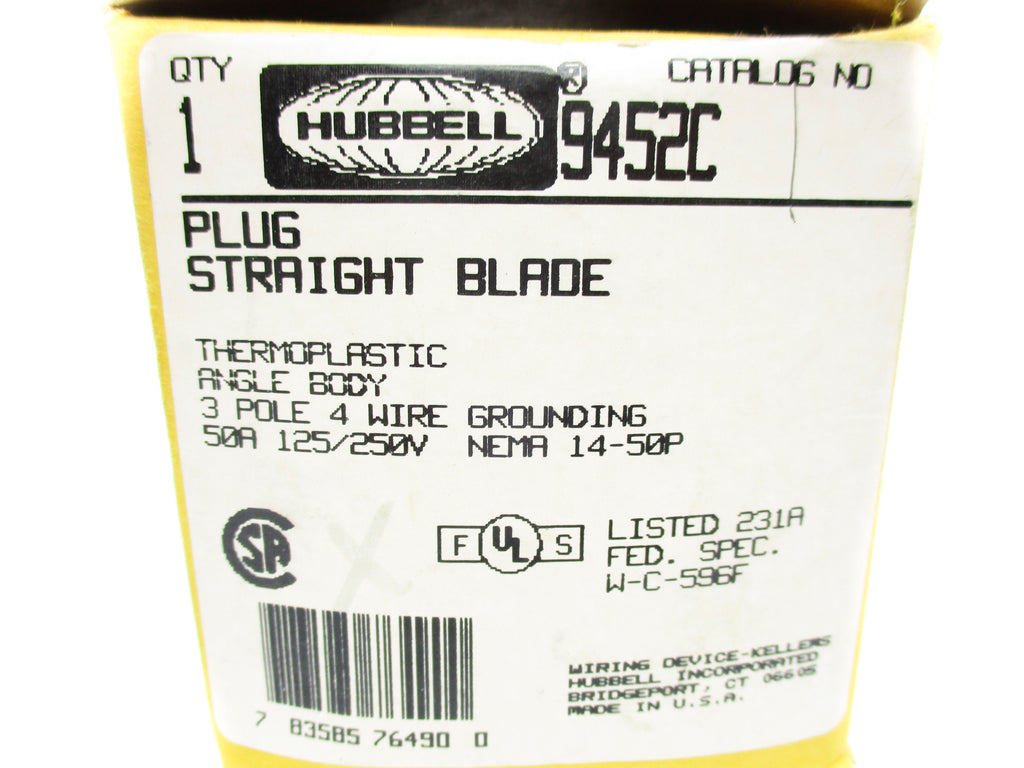 QTY
1
HUBBELL®
CATALOG NO
9452C
PLUG
STRAIGHT BLADE
THERMOPLASTIC
ANGLE BODY
3 POLE 4 WIRE GROUNDING
50A 125/250V NEMA 14-50P
CSA
F UL S
LISTED 231A
FED. SPEC.
W-C-596F
7 83585 76490 0
WIRING DEVICE-KELLEMS
HUBBELL INCORPORATED
BRIDGEPORT, CT 06605
MADE IN U.S.A.